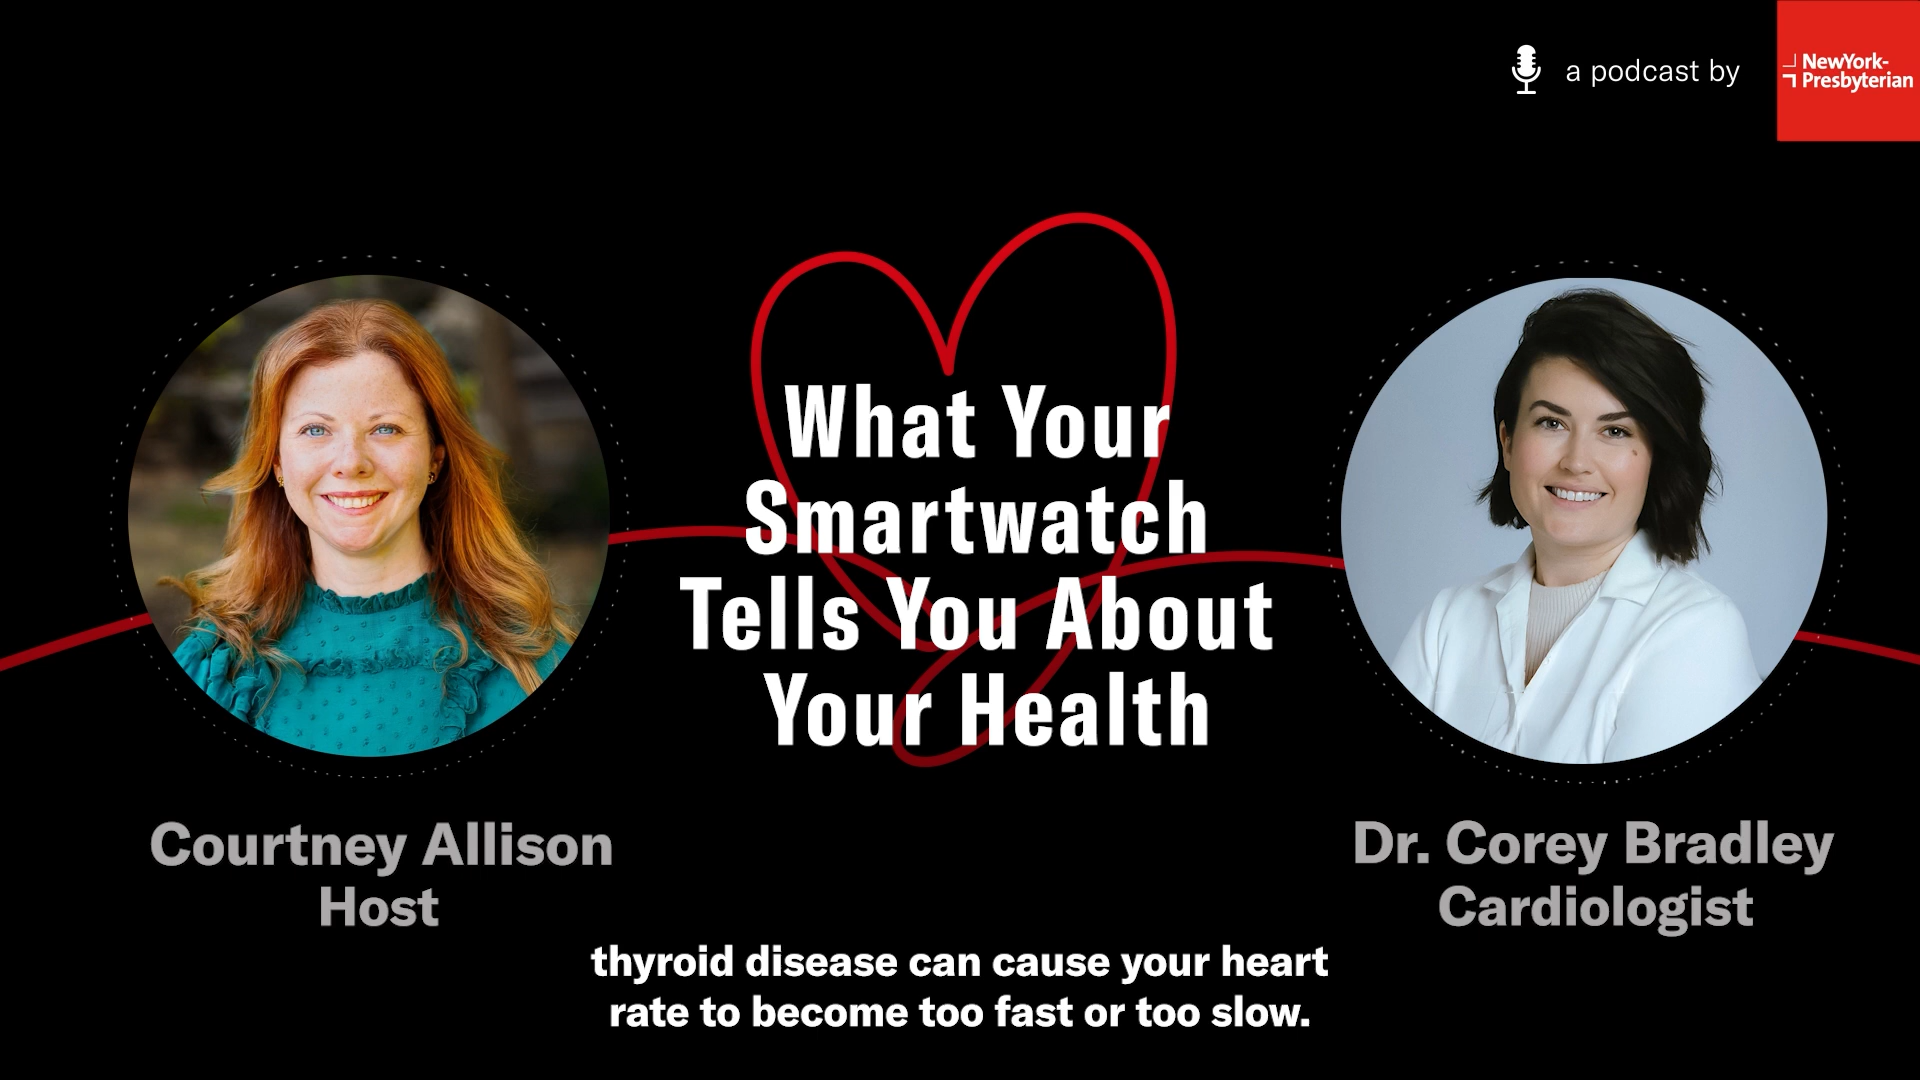 a podcast by
NewYork-
Presbyterian
What Your
Smartwatch
Tells You About
Your Health
Courtney Allison
Host
Dr. Corey Bradley
Cardiologist
thyroid disease can cause your heart
rate to become too fast or too slow.